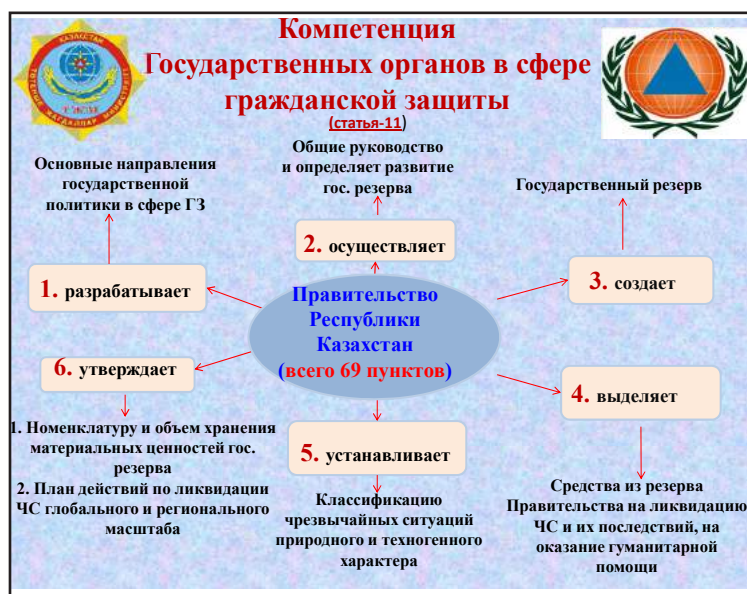 Компетенция
Государственных органов в сфере
гражданской защиты
(статья-11)
Основные направления
государственной
политики в сфере ГЗ
Общие руководство
и определяет развитие
гос. резерва
Государственный резерв
1. разрабатывает
2. осуществляет
3. создает
Правительство
Республики
Казахстан
(всего 69 пунктов)
6. утверждает
5. устанавливает
4. выделяет
1. Номенклатуру и объем хранения
материальных ценностей гос.
резерва
2. План действий по ликвидации
ЧС глобального и регионального
масштаба
Классификацию
чрезвычайных ситуаций
природного и техногенного
характера
Средства из резерва
Правительства на ликвидацию
ЧС и их последствий, на
оказание гуманитарной
помощи
ҚАЗАҚСТАН